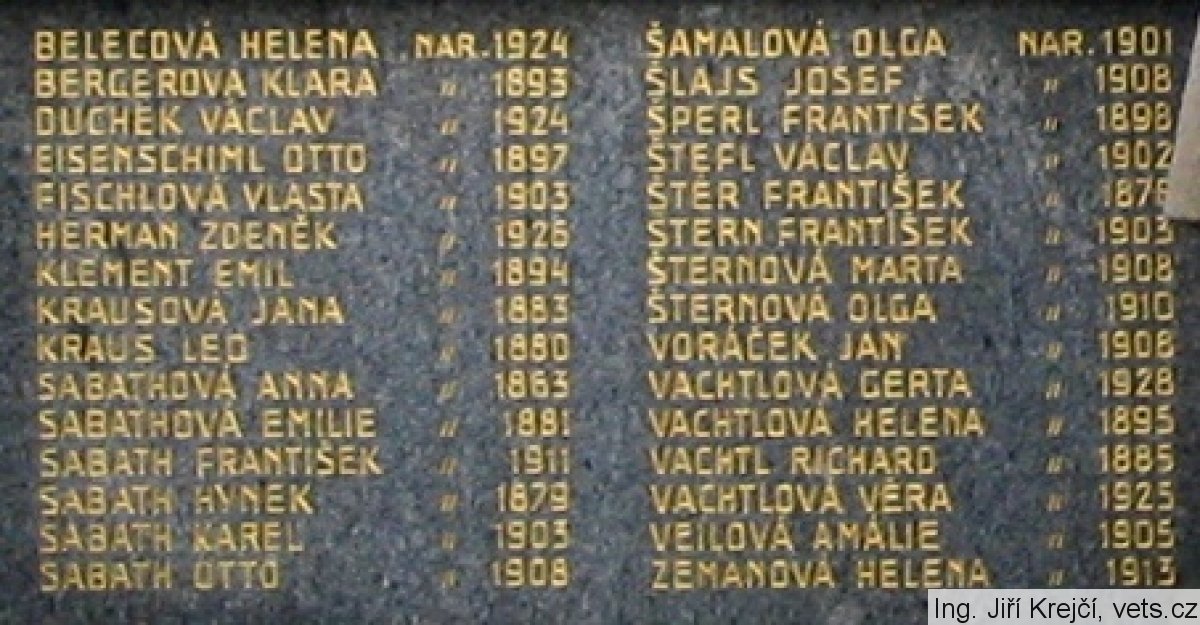 BELECOVÁ HELENA NAR. 1924
BERGEROVÁ KLARA " 1893
DUCHEK VÁCLAV " 1924
EISENSCHIML OTTO " 1897
FISCHLOVÁ VLASTA " 1903
HERMAN ZDENĚK " 1926
KLEMENT EMIL " 1894
KRAUSOVÁ JANA " 1883
KRAUS LEO " 1880
SABATHOVÁ ANNA " 1863
SABATHOVÁ EMILIE " 1881
SABATH FRANTIŠEK " 1911
SABATH HYNEK " 1879
SABATH KAREL " 1903
SABATH OTTO " 1908
ŠAMALOVÁ OLGA NAR. 1901
ŠLAJS JOSEF " 1908
ŠPERL FRANTIŠEK " 1898
ŠTEFL VÁCLAV " 1902
ŠTĚR FRANTIŠEK "
ŠTERN FRANTIŠEK " 1903
ŠTERNOVÁ MARTA " 1908
ŠTERNOVÁ OLGA " 1910
VORÁČEK JAN " 1908
VACHTLOVÁ GERTA " 1928
VACHTLOVÁ HELENA " 1895
VACHTL RICHARD " 1885
VACHTLOVÁ VĚRA " 1925
VEILOVÁ AMÁLIE " 1905
ZEMANOVÁ HELENA " 1913
Ing. Jiří Krejčí, vets.cz